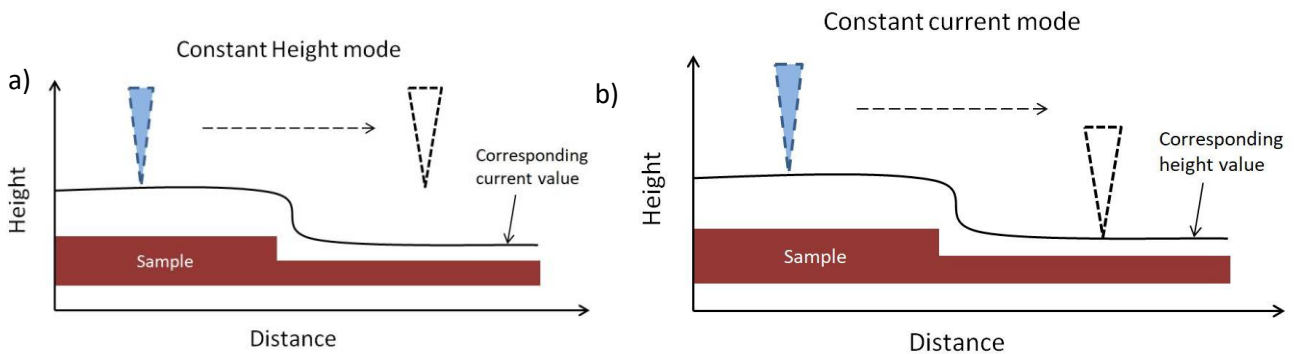 a)
Constant Height mode
Height
Corresponding
current value
Sample
Distance
b)
Constant current mode
Height
Corresponding
height value
Sample
Distance